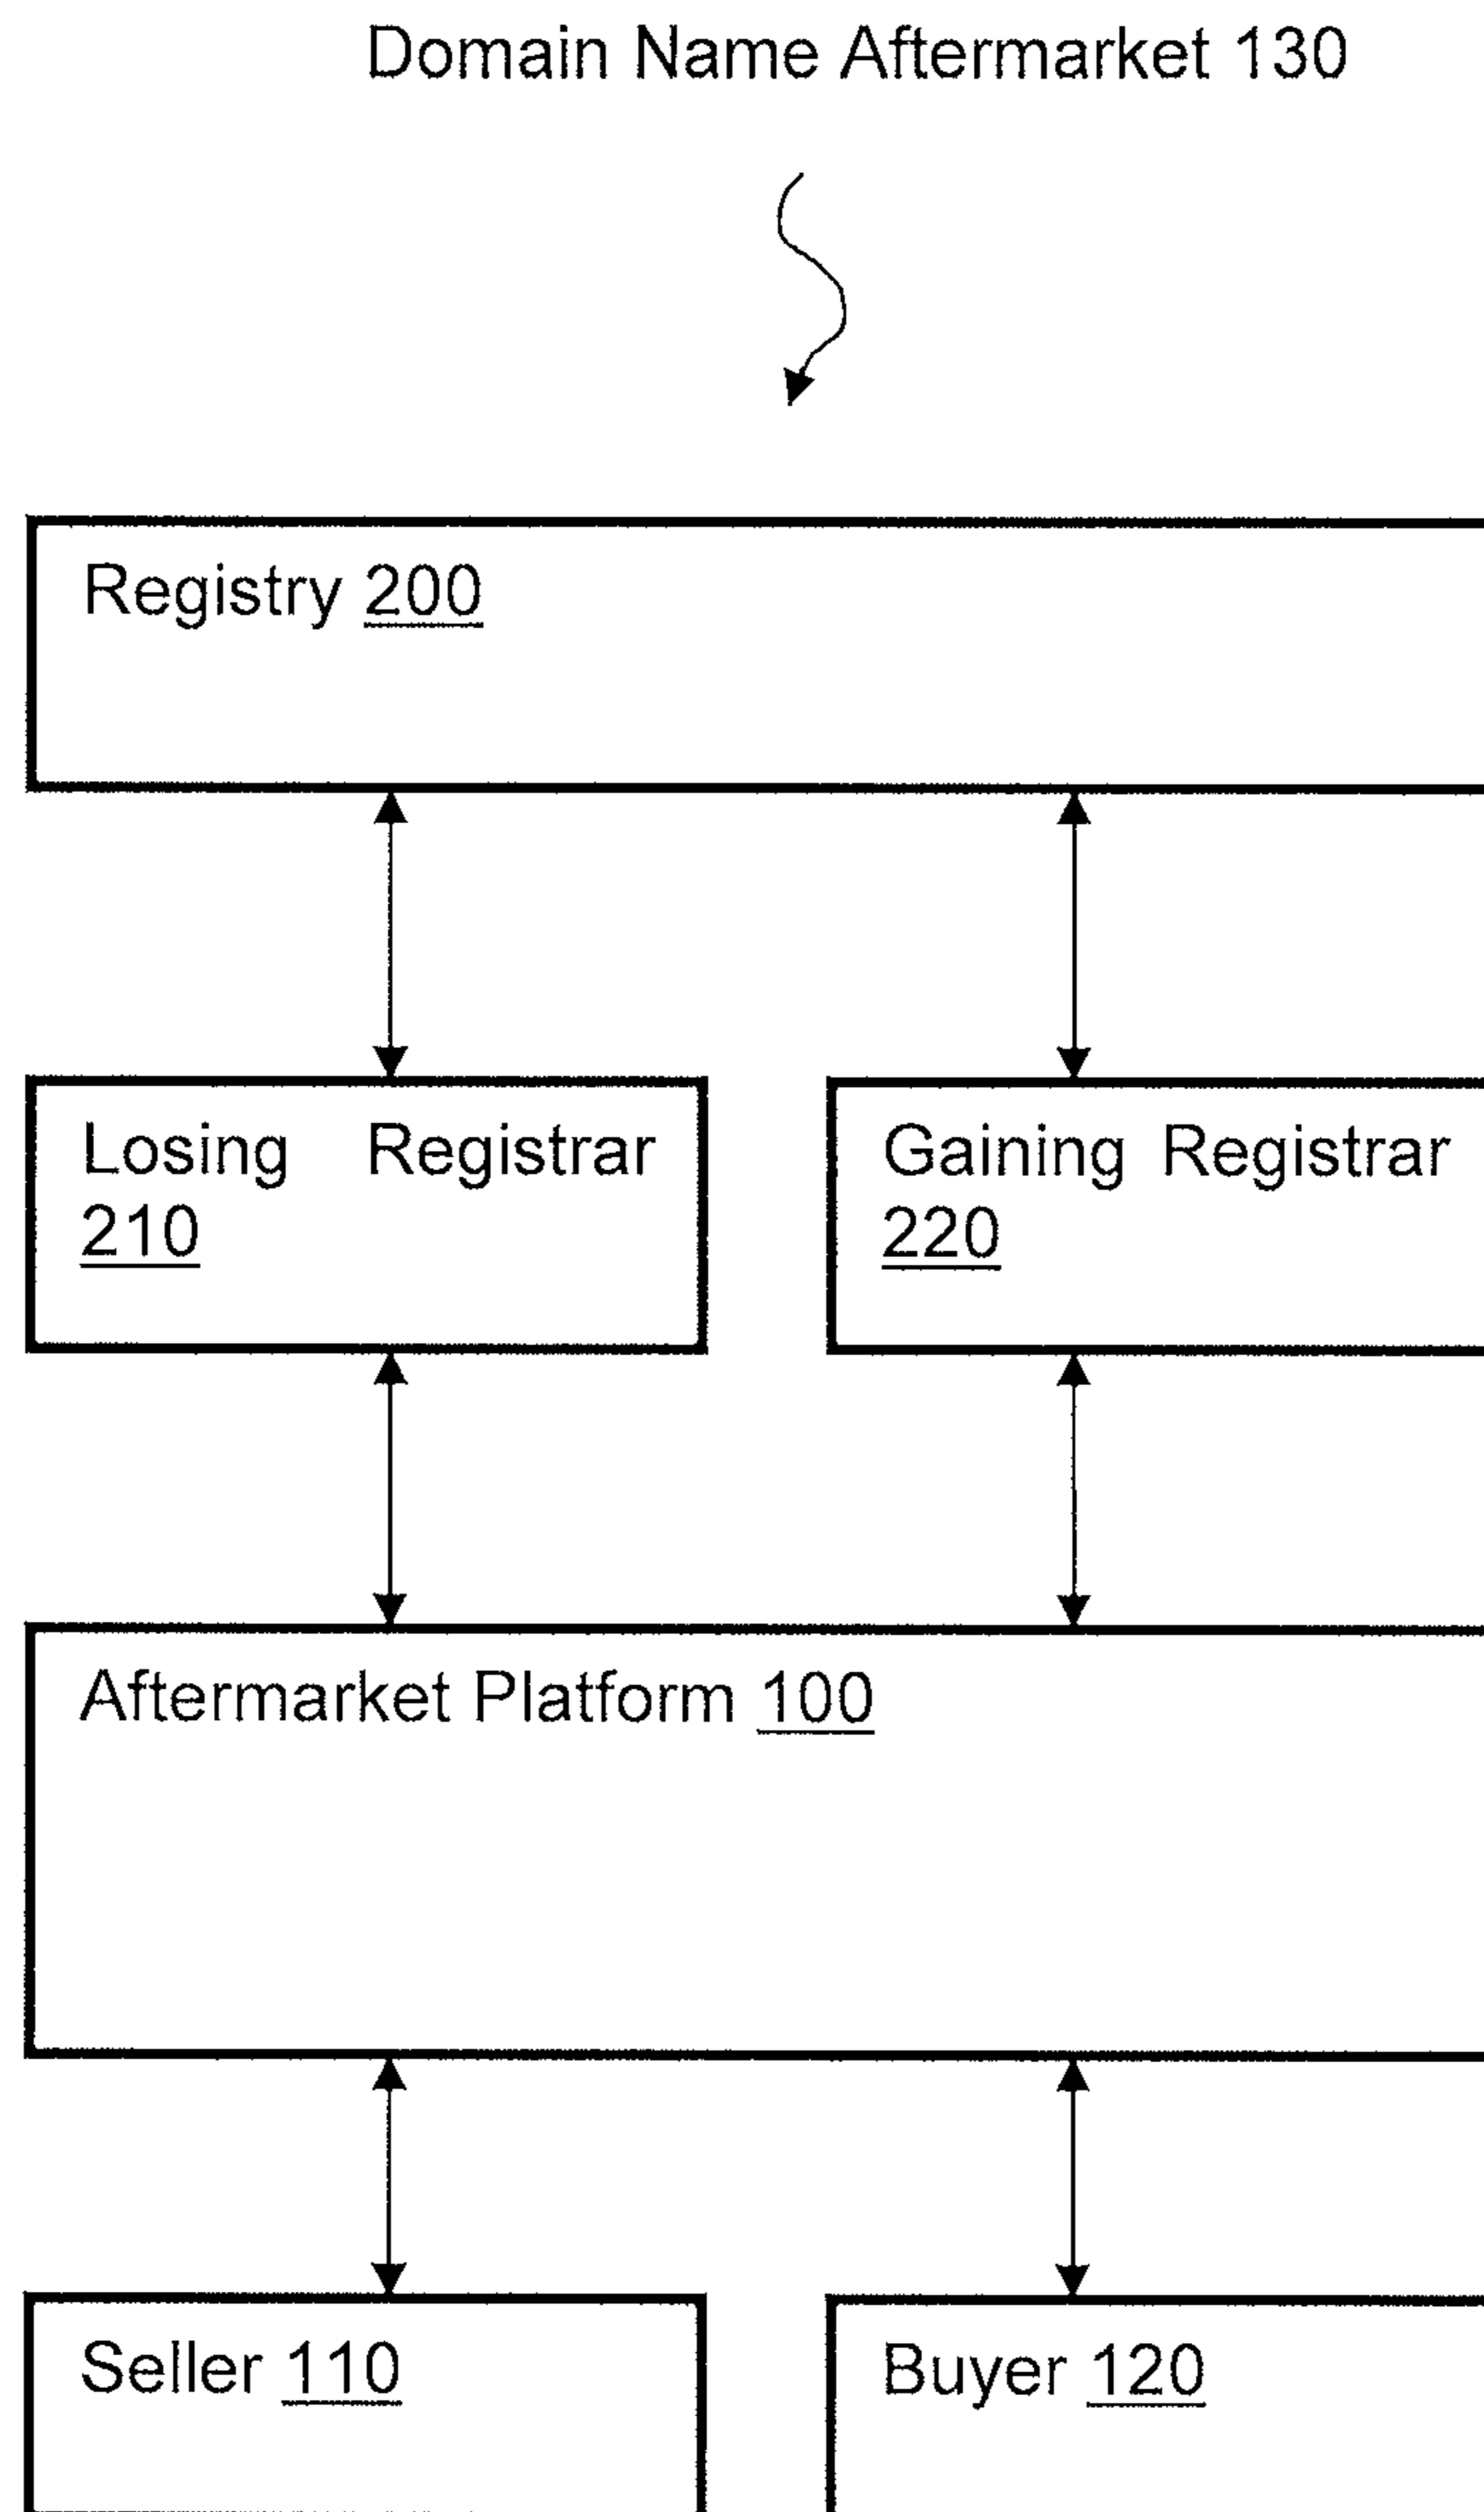 Domain Name Aftermarket 130
Registry 200
Losing Registrar
210
Gaining Registrar
220
Aftermarket Platform 100
Seller 110
Buyer 120